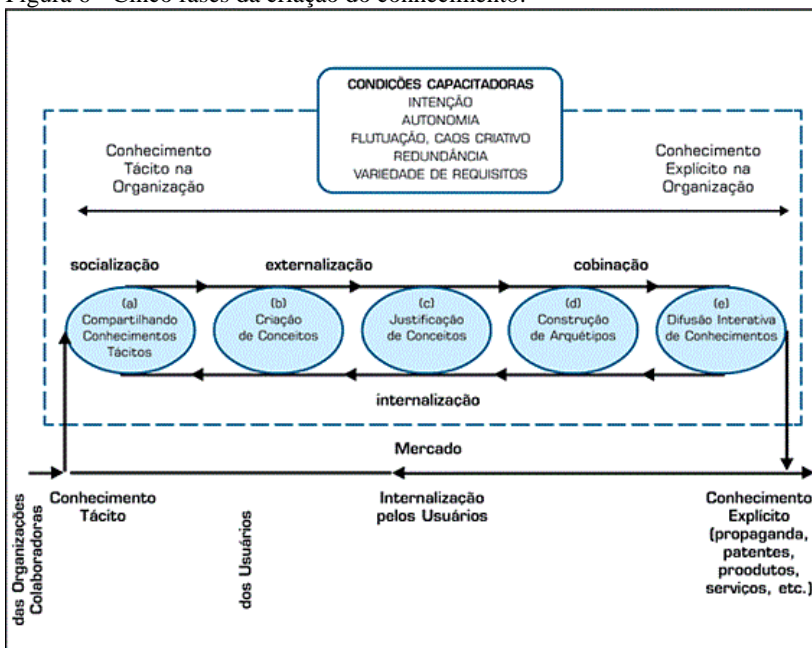 Figura 6 - Cinco fases da criação do conhecimento.
CONDIÇÕES CAPACITADORAS
INTENÇÃO
AUTONOMIA
FLUTUAÇÃO, CAOS CRIATIVO
REDUNDÂNCIA
VARIEDADE DE REQUISITOS
Conhecimento
Tácito na
Organização
Conhecimento
Explícito na
Organização
socialização
externalização
cobinação
(a)
Compartilhando
Conhecimentos
Tácitos
(b)
Criação
de Conceitos
(c)
Justificação
de Conceitos
(d)
Construção
de Arquétipos
(e)
Difusão Interativa
de Conhecimentos
internalização
Mercado
das Organizações
Colaboradoras
Conhecimento
Tácito
dos Usuários
Internalização
pelos Usuários
Conhecimento
Explícito
(propaganda,
patentes,
proodutos,
serviços, etc.)